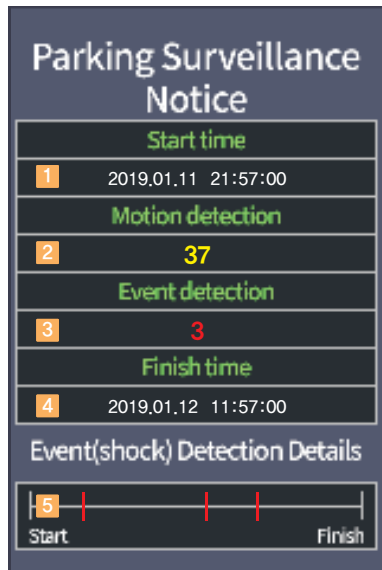 Parking Surveillance
Notice
Start time
1 2019.01.11 21:57:00
Motion detection
2 37
Event detection
3 3
Finish time
4 2019.01.12 11:57:00
Event(shock) Detection Details
5
Start Finish